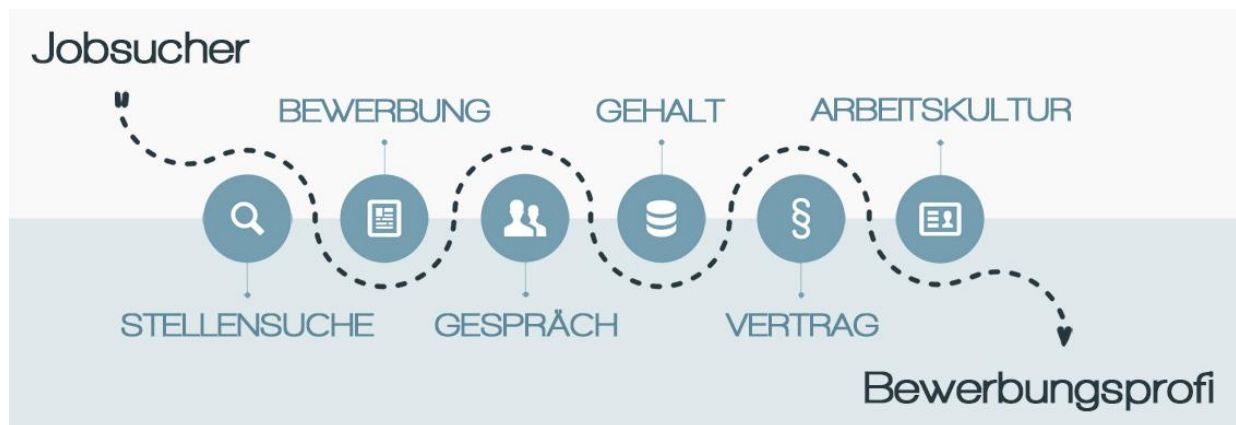 Jobsucher
BEWERBUNG
GEHALT
ARBEITSKULTUR
§
STELLENSUCHE
GESPRÄCH
VERTRAG
Bewerbungsprofi